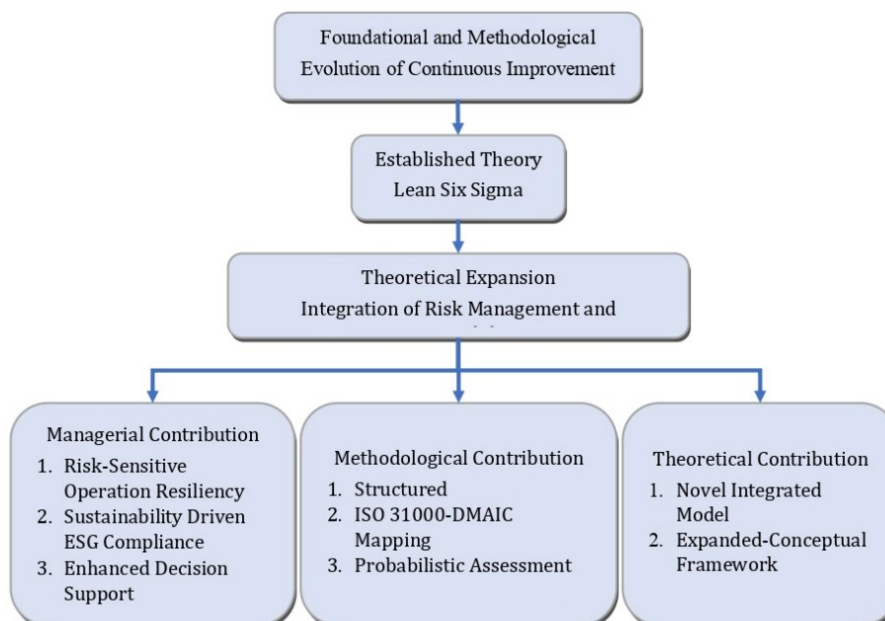 Foundational and Methodological
Evolution of Continuous Improvement
Established Theory
Lean Six Sigma
Theoretical Expansion
Integration of Risk Management and
Managerial Contribution
1. Risk-Sensitive
Operation Resiliency
2. Sustainability Driven
ESG Compliance
3. Enhanced Decision
Support
Methodological Contribution
1. Structured
2. ISO 31000-DMAIC
Mapping
3. Probabilistic Assessment
Theoretical Contribution
1. Novel Integrated
Model
2. Expanded-Conceptual
Framework